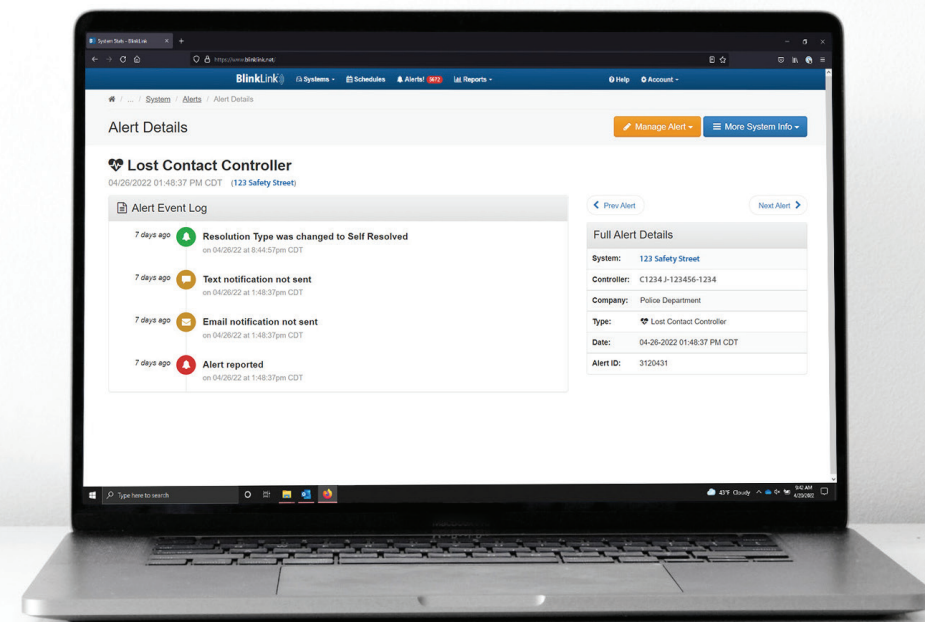 System Stats - BlinkLink
https://www.blinklink.net/
BlinkLink Systems Schedules Alerts! 3672 Reports Help Account
/ ... / System / Alerts / Alert Details
Alert Details
Manage Alert
More System Info
Lost Contact Controller
04/26/2022 01:48:37 PM CDT (123 Safety Street)
Alert Event Log
7 days ago Resolution Type was changed to Self Resolved
on 04/26/22 at 8:44:57pm CDT
7 days ago Text notification not sent
on 04/26/22 at 1:48:37pm CDT
7 days ago Email notification not sent
on 04/26/22 at 1:48:37pm CDT
7 days ago Alert reported
on 04/26/22 at 1:48:37pm CDT
Prev Alert
Next Alert
Full Alert Details
System: 123 Safety Street
Controller: C1234 J-123456-1234
Company: Police Department
Type: Lost Contact Controller
Date: 04-26-2022 01:48:37 PM CDT
Alert ID: 3120431
Type here to search
43°F Cloudy
9:42 AM